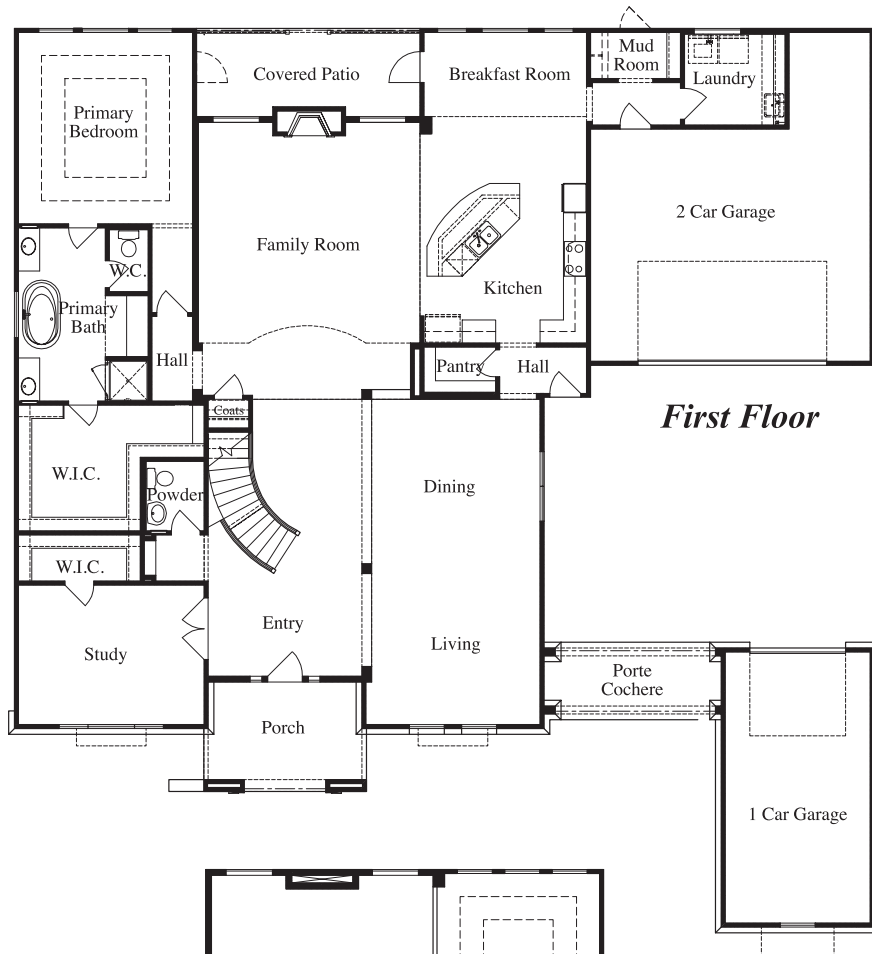 Covered Patio
Breakfast Room
Mud
Room
Laundry
Primary
Bedroom
2 Car Garage
Family Room
W.C.
Kitchen
Primary
Bath
Hall
Pantry
Hall
Coats
First Floor
W.I.C.
Powder
Dining
W.I.C.
Entry
Living
Study
Porte
Cochere
Porch
1 Car Garage